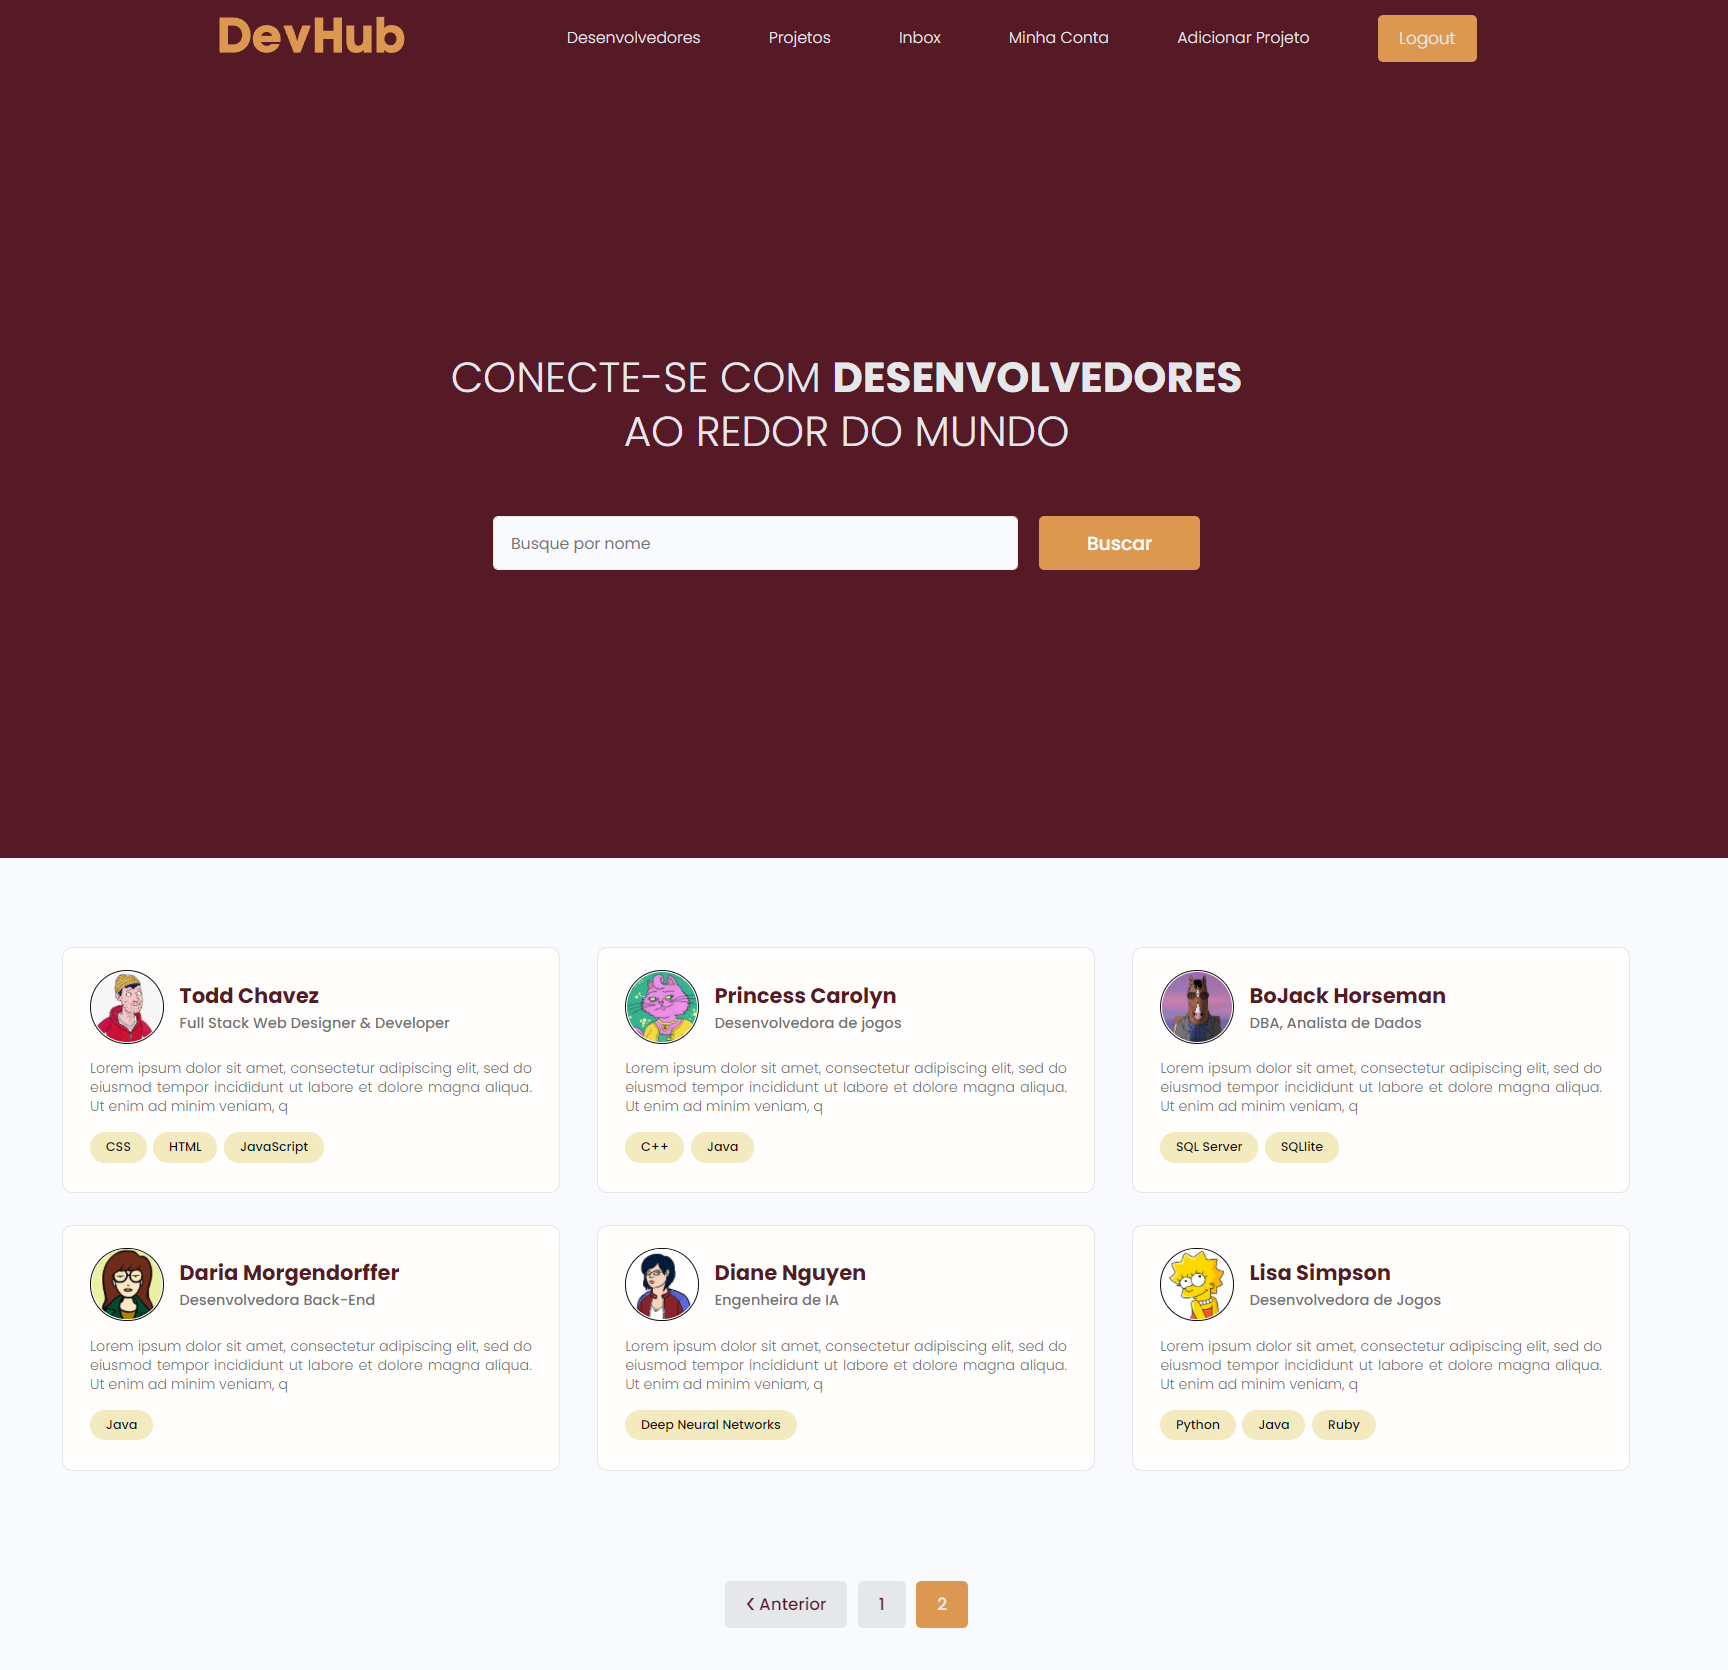 DevHub
Desenvolvedores
Projetos
Inbox
Minha Conta
Adicionar Projeto
Logout
CONECTE-SE COM DESENVOLVEDORES
AO REDOR DO MUNDO
Busque por nome
Buscar
Todd Chavez
Full Stack Web Designer & Developer
Lorem ipsum dolor sit amet, consectetur adipiscing elit, sed do
eiusmod tempor incididunt ut labore et dolore magna aliqua.
Ut enim ad minim veniam, q
CSS
HTML
JavaScript
Princess Carolyn
Desenvolvedora de jogos
Lorem ipsum dolor sit amet, consectetur adipiscing elit, sed do
eiusmod tempor incididunt ut labore et dolore magna aliqua.
Ut enim ad minim veniam, q
C++
Java
BoJack Horseman
DBA, Analista de Dados
Lorem ipsum dolor sit amet, consectetur adipiscing elit, sed do
eiusmod tempor incididunt ut labore et dolore magna aliqua.
Ut enim ad minim veniam, q
SQL Server
SQLlite
Daria Morgendorffer
Desenvolvedora Back-End
Lorem ipsum dolor sit amet, consectetur adipiscing elit, sed do
eiusmod tempor incididunt ut labore et dolore magna aliqua.
Ut enim ad minim veniam, q
Java
Diane Nguyen
Engenheira de IA
Lorem ipsum dolor sit amet, consectetur adipiscing elit, sed do
eiusmod tempor incididunt ut labore et dolore magna aliqua.
Ut enim ad minim veniam, q
Deep Neural Networks
Lisa Simpson
Desenvolvedora de Jogos
Lorem ipsum dolor sit amet, consectetur adipiscing elit, sed do
eiusmod tempor incididunt ut labore et dolore magna aliqua.
Ut enim ad minim veniam, q
Python
Java
Ruby
❮ Anterior
1
2